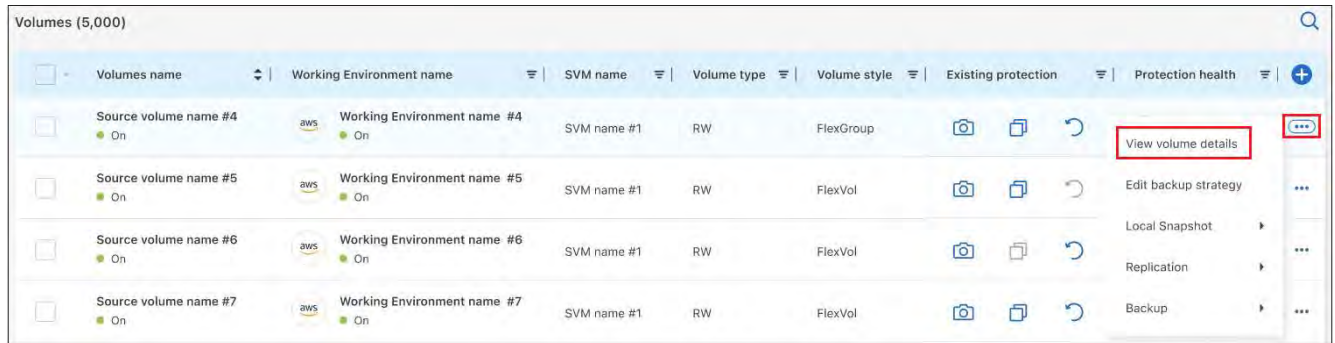 Volumes (5,000)
Volumes name Working Environment name SVM name Volume type Volume style Existing protection Protection health
Source volume name #4 aws Working Environment name #4
On On SVM name #1 RW FlexGroup
View volume details
Source volume name #5 aws Working Environment name #5
On On SVM name #1 RW FlexVol
Edit backup strategy
Local Snapshot
Source volume name #6 aws Working Environment name #6
On On SVM name #1 RW FlexVol
Replication
Source volume name #7 aws Working Environment name #7
On On SVM name #1 RW FlexVol
Backup